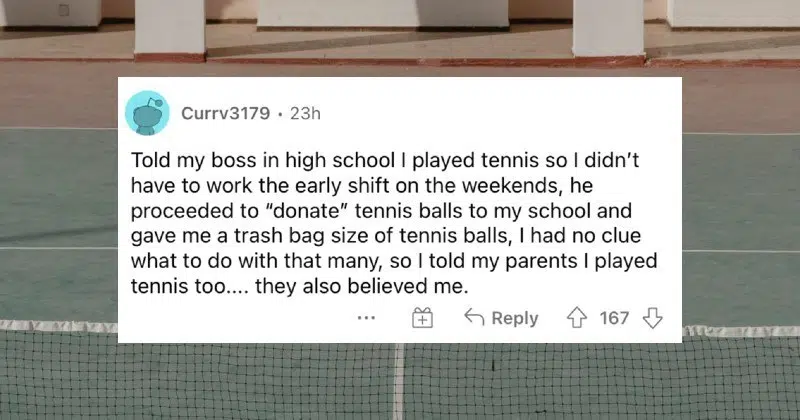 Currv3179 • 23h
Told my boss in high school I played tennis so I didn’t
have to work the early shift on the weekends, he
proceeded to “donate” tennis balls to my school and
gave me a trash bag size of tennis balls, I had no clue
what to do with that many, so I told my parents I played
tennis too.... they also believed me.
... Reply 167